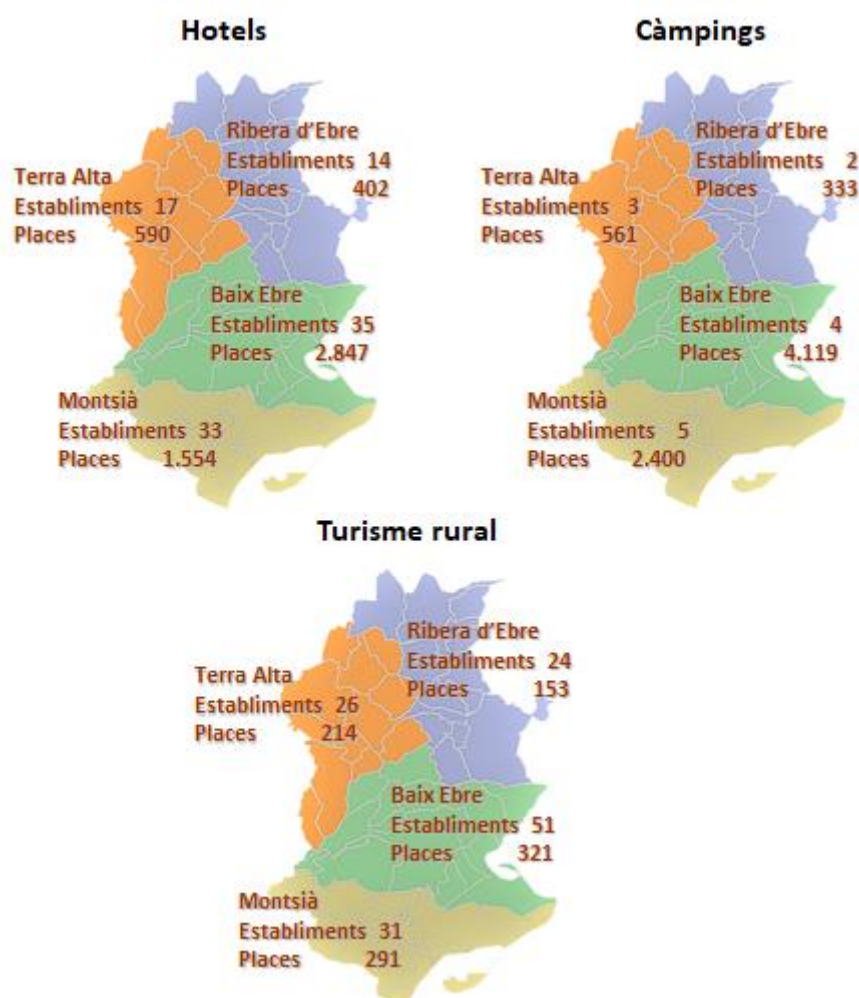 Hotels
Ribera d'Ebre
Establiments 14
Places 402
Terra Alta
Establiments 17
Places 590
Baix Ebre
Establiments 35
Places 2.847
Montsià
Establiments 33
Places 1.554
Càmpings
Ribera d'Ebre
Establiments 2
Places 333
Terra Alta
Establiments 3
Places 561
Baix Ebre
Establiments 4
Places 4.119
Montsià
Establiments 5
Places 2.400
Turisme rural
Ribera d'Ebre
Establiments 24
Places 153
Terra Alta
Establiments 26
Places 214
Baix Ebre
Establiments 51
Places 321
Montsià
Establiments 31
Places 291